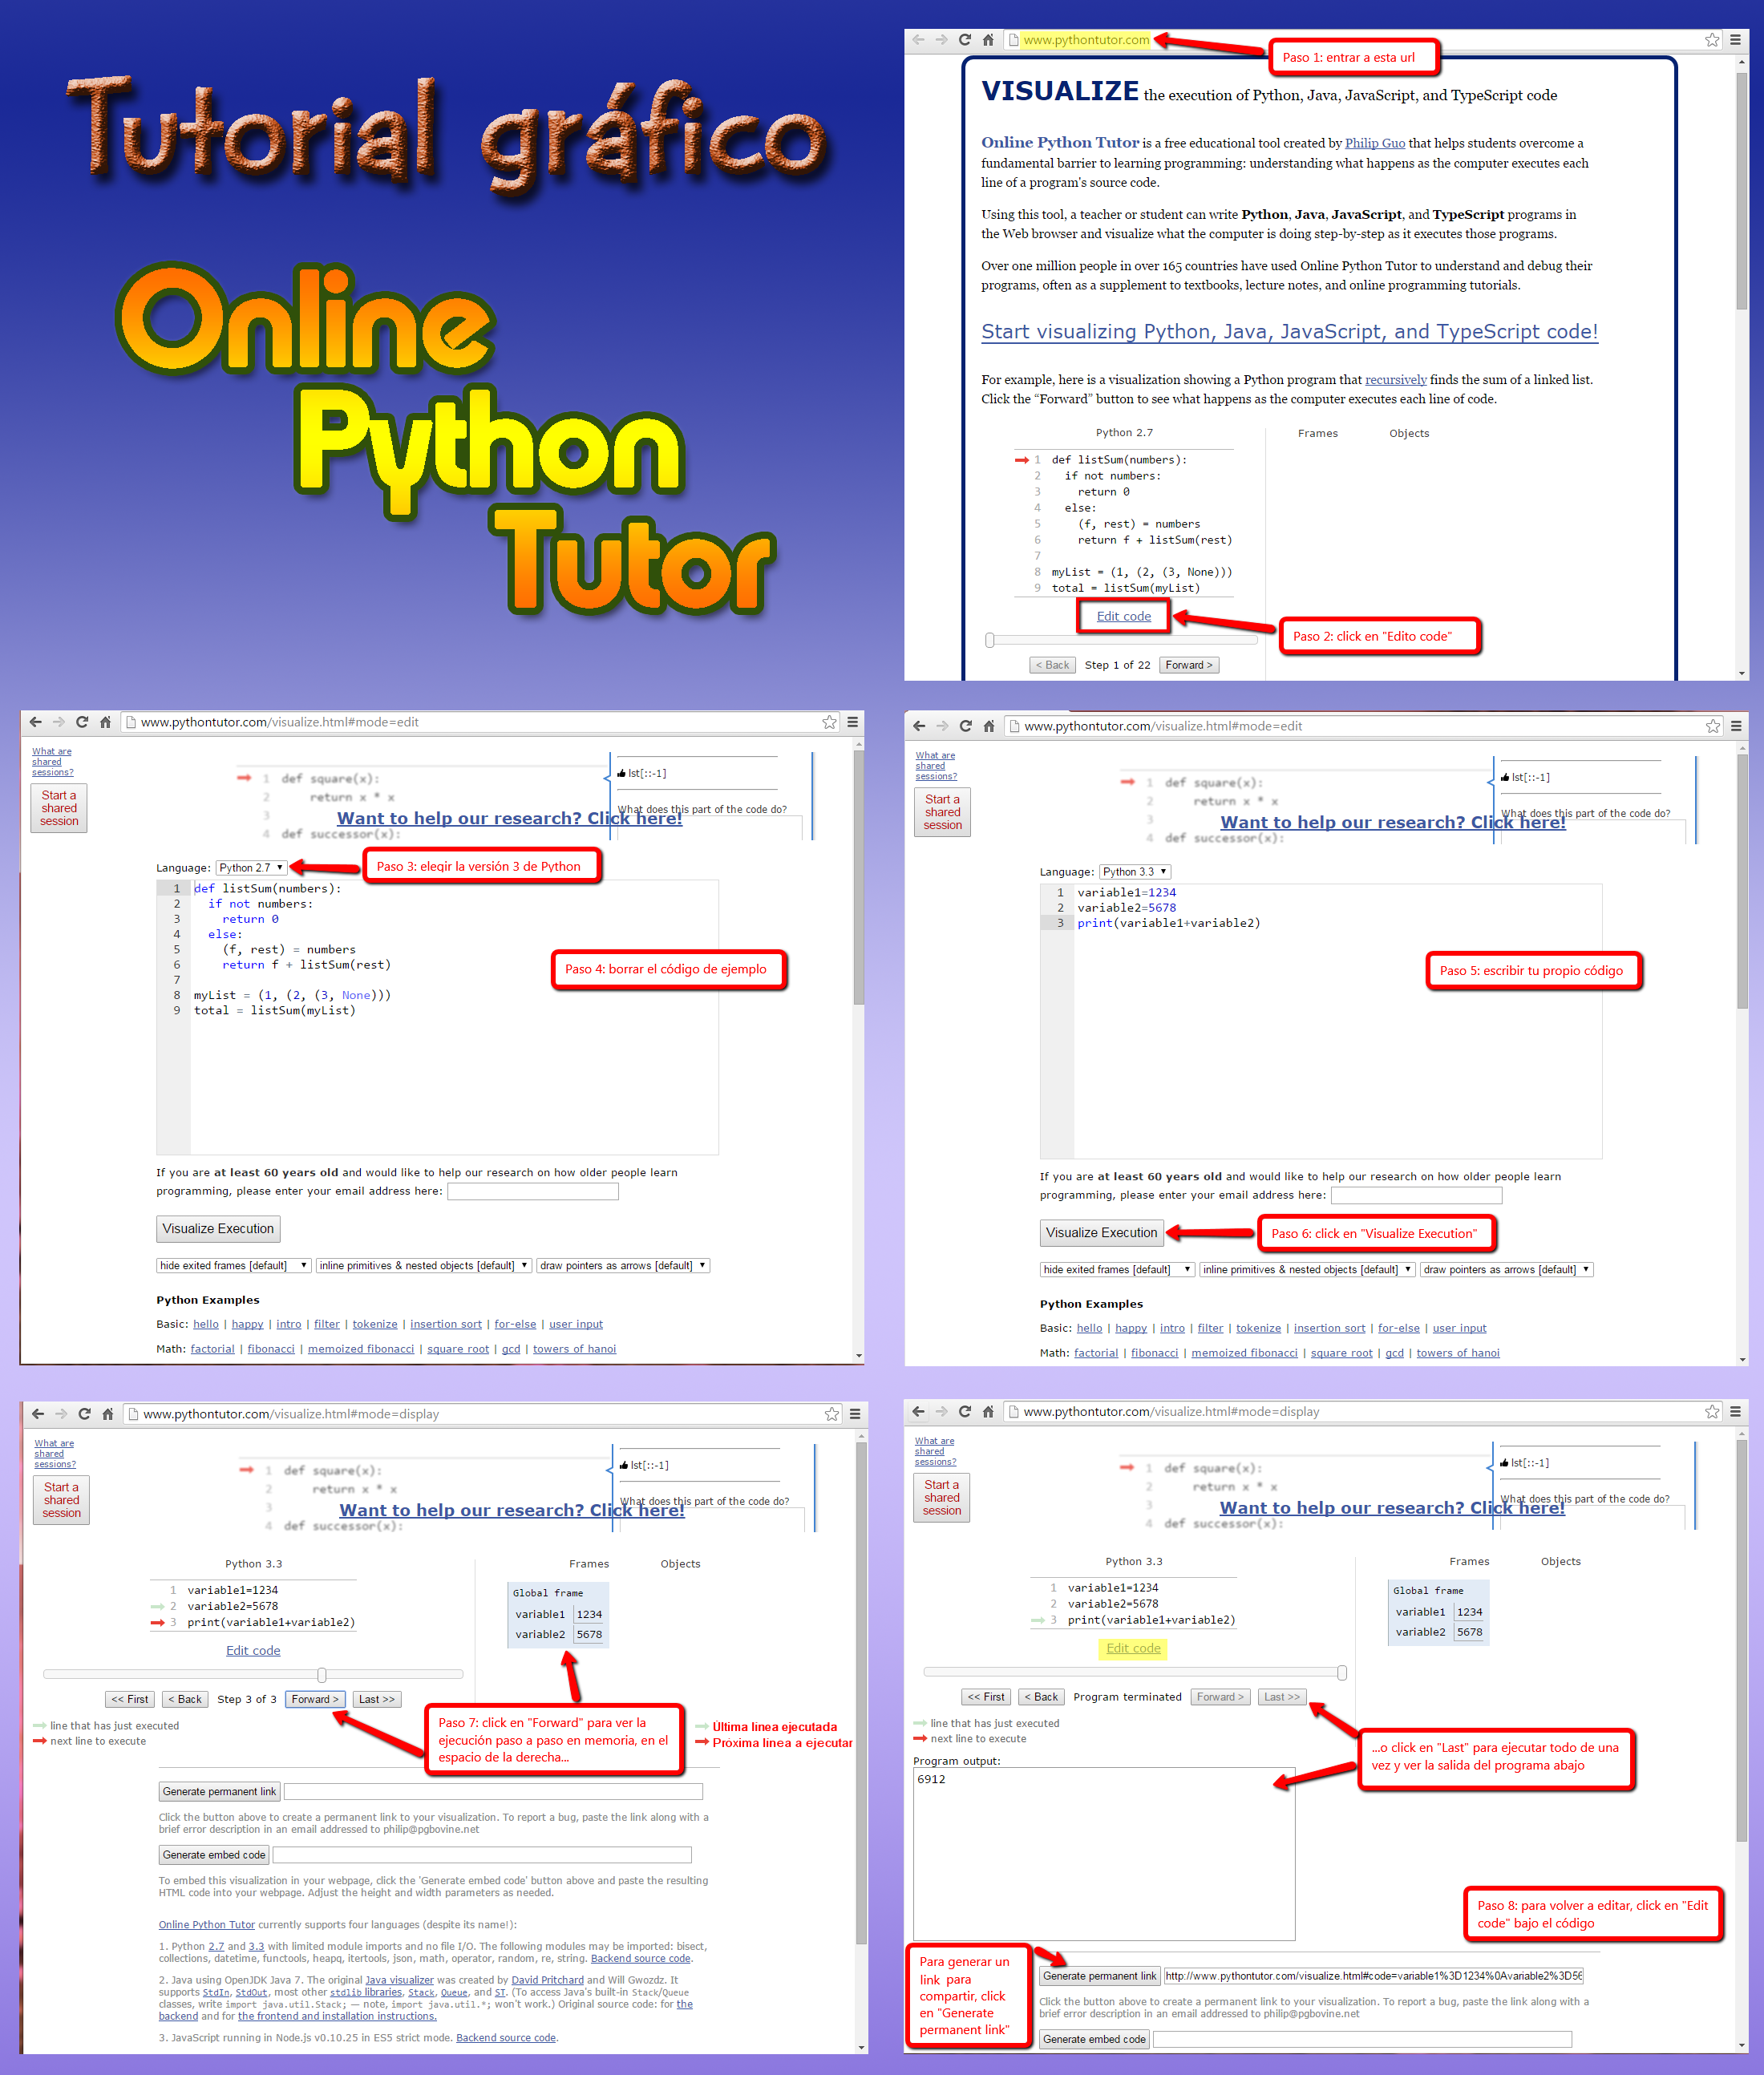 Tutorial gráfico
Online
Python
Tutor
www.pythontutor.com
Paso 1: entrar a esta url
VISUALIZE the execution of Python, Java, JavaScript, and TypeScript code
Online Python Tutor is a free educational tool created by Philip Guo that helps students overcome a
fundamental barrier to learning programming: understanding what happens as the computer executes each
line of a program's source code.
Using this tool, a teacher or student can write Python, Java, JavaScript, and TypeScript programs in
the Web browser and visualize what the computer is doing step-by-step as it executes those programs.
Over one million people in over 165 countries have used Online Python Tutor to understand and debug their
programs, often as a supplement to textbooks, lecture notes, and online programming tutorials.
Start visualizing Python, Java, JavaScript, and TypeScript code!
For example, here is a visualization showing a Python program that recursively finds the sum of a linked list.
Click the “Forward” button to see what happens as the computer executes each line of code.
Python 2.7
Frames Objects
1 def listSum(numbers):
2 if not numbers:
3 return 0
4 else:
5 (f, rest) = numbers
6 return f + listSum(rest)
7
8 myList = (1, (2, (3, None)))
9 total = listSum(myList)
Edit code
Paso 2: click en "Edito code"
< Back Step 1 of 22 Forward >
www.pythontutor.com/visualize.html#mode=edit
What are
shared
sessions?
Start a
shared
session
1 def square(x):
2 return x * x
3
4 def successor(x):
lst[::-1]
What does this part of the code do?
Want to help our research? Click here!
Language: Python 2.7
Paso 3: elegir la versión 3 de Python
1 def listSum(numbers):
2 if not numbers:
3 return 0
4 else:
5 (f, rest) = numbers
6 return f + listSum(rest)
7
8 myList = (1, (2, (3, None)))
9 total = listSum(myList)
Paso 4: borrar el código de ejemplo
If you are at least 60 years old and would like to help our research on how older people learn
programming, please enter your email address here:
Visualize Execution
hide exited frames [default] inline primitives & nested objects [default] draw pointers as arrows [default]
Python Examples
Basic: hello | happy | intro | filter | tokenize | insertion sort | for-else | user input
Math: factorial | fibonacci | memoized fibonacci | square root | gcd | towers of hanoi
www.pythontutor.com/visualize.html#mode=edit
What are
shared
sessions?
Start a
shared
session
1 def square(x):
2 return x * x
3
4 def successor(x):
lst[::-1]
What does this part of the code do?
Want to help our research? Click here!
Language: Python 3.3
1 variable1=1234
2 variable2=5678
3 print(variable1+variable2)
Paso 5: escribir tu propio código
If you are at least 60 years old and would like to help our research on how older people learn
programming, please enter your email address here:
Visualize Execution
Paso 6: click en "Visualize Execution"
hide exited frames [default] inline primitives & nested objects [default] draw pointers as arrows [default]
Python Examples
Basic: hello | happy | intro | filter | tokenize | insertion sort | for-else | user input
Math: factorial | fibonacci | memoized fibonacci | square root | gcd | towers of hanoi
www.pythontutor.com/visualize.html#mode=display
What are
shared
sessions?
Start a
shared
session
1 def square(x):
2 return x * x
3
4 def successor(x):
lst[::-1]
What does this part of the code do?
Want to help our research? Click here!
Python 3.3
Frames Objects
1 variable1=1234
2 variable2=5678
3 print(variable1+variable2)
Global frame
variable1 1234
variable2 5678
Edit code
<< First < Back Step 3 of 3 Forward > Last >>
line that has just executed
next line to execute
Paso 7: click en "Forward" para ver la
ejecución paso a paso en memoria, en el
espacio de la derecha...
Última línea ejecutada
Próxima línea a ejecutar
Generate permanent link
Click the button above to create a permanent link to your visualization. To report a bug, paste the link along with a
brief error description in an email addressed to philip@pgbovine.net
Generate embed code
To embed this visualization in your webpage, click the 'Generate embed code' button above and paste the resulting
HTML code into your webpage. Adjust the height and width parameters as needed.
Online Python Tutor currently supports four languages (despite its name!):
1. Python 2.7 and 3.3 with limited module imports and no file I/O. The following modules may be imported: bisect,
collections, datetime, functools, heapq, itertools, json, math, operator, random, re, string. Backend source code.
2. Java using OpenJDK Java 7. The original Java visualizer was created by David Pritchard and Will Gwozdz. It
supports StdIn, StdOut, most other stdlib libraries, Stack, Queue, and ST. (To access Java's built-in Stack/Queue
classes, write import java.util.Stack; — note, import java.util.*; won't work.) Original source code: for the
backend and for the frontend and installation instructions.
3. JavaScript running in Node.js v0.10.25 in ES5 strict mode. Backend source code.
www.pythontutor.com/visualize.html#mode=display
What are
shared
sessions?
Start a
shared
session
1 def square(x):
2 return x * x
3
4 def successor(x):
lst[::-1]
What does this part of the code do?
Want to help our research? Click here!
Python 3.3
Frames Objects
1 variable1=1234
2 variable2=5678
3 print(variable1+variable2)
Global frame
variable1 1234
variable2 5678
Edit code
<< First < Back Program terminated Forward > Last >>
line that has just executed
next line to execute
...o click en "Last" para ejecutar todo de una
vez y ver la salida del programa abajo
Program output:
6912
Paso 8: para volver a editar, click en "Edit
code" bajo el código
Para generar un
link para
compartir, click
en "Generate
permanent link"
Generate permanent link http://www.pythontutor.com/visualize.html#code=variable1%3D1234%0Avariable2%3D56
Click the button above to create a permanent link to your visualization. To report a bug, paste the link along with a
brief error description in an email addressed to philip@pgbovine.net
Generate embed code